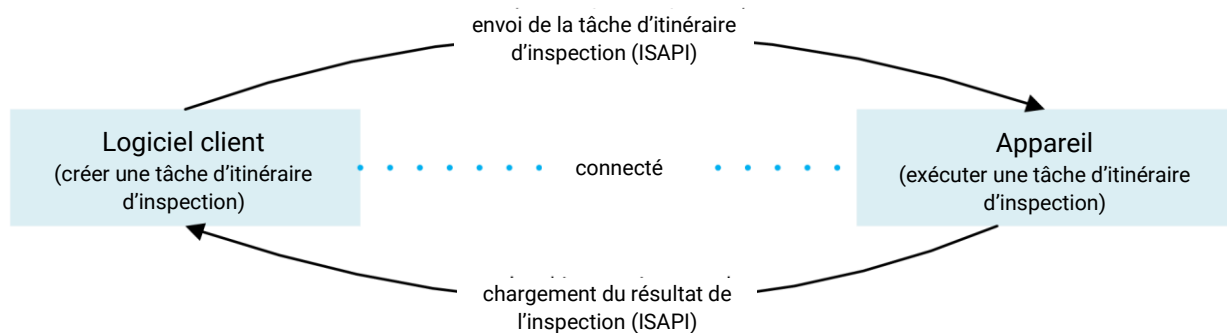 envoi de la tâche d’itinéraire
d’inspection (ISAPI)
Logiciel client
(créer une tâche d’itinéraire
d’inspection)
connecté
Appareil
(exécuter une tâche d’itinéraire
d’inspection)
chargement du résultat de
l’inspection (ISAPI)